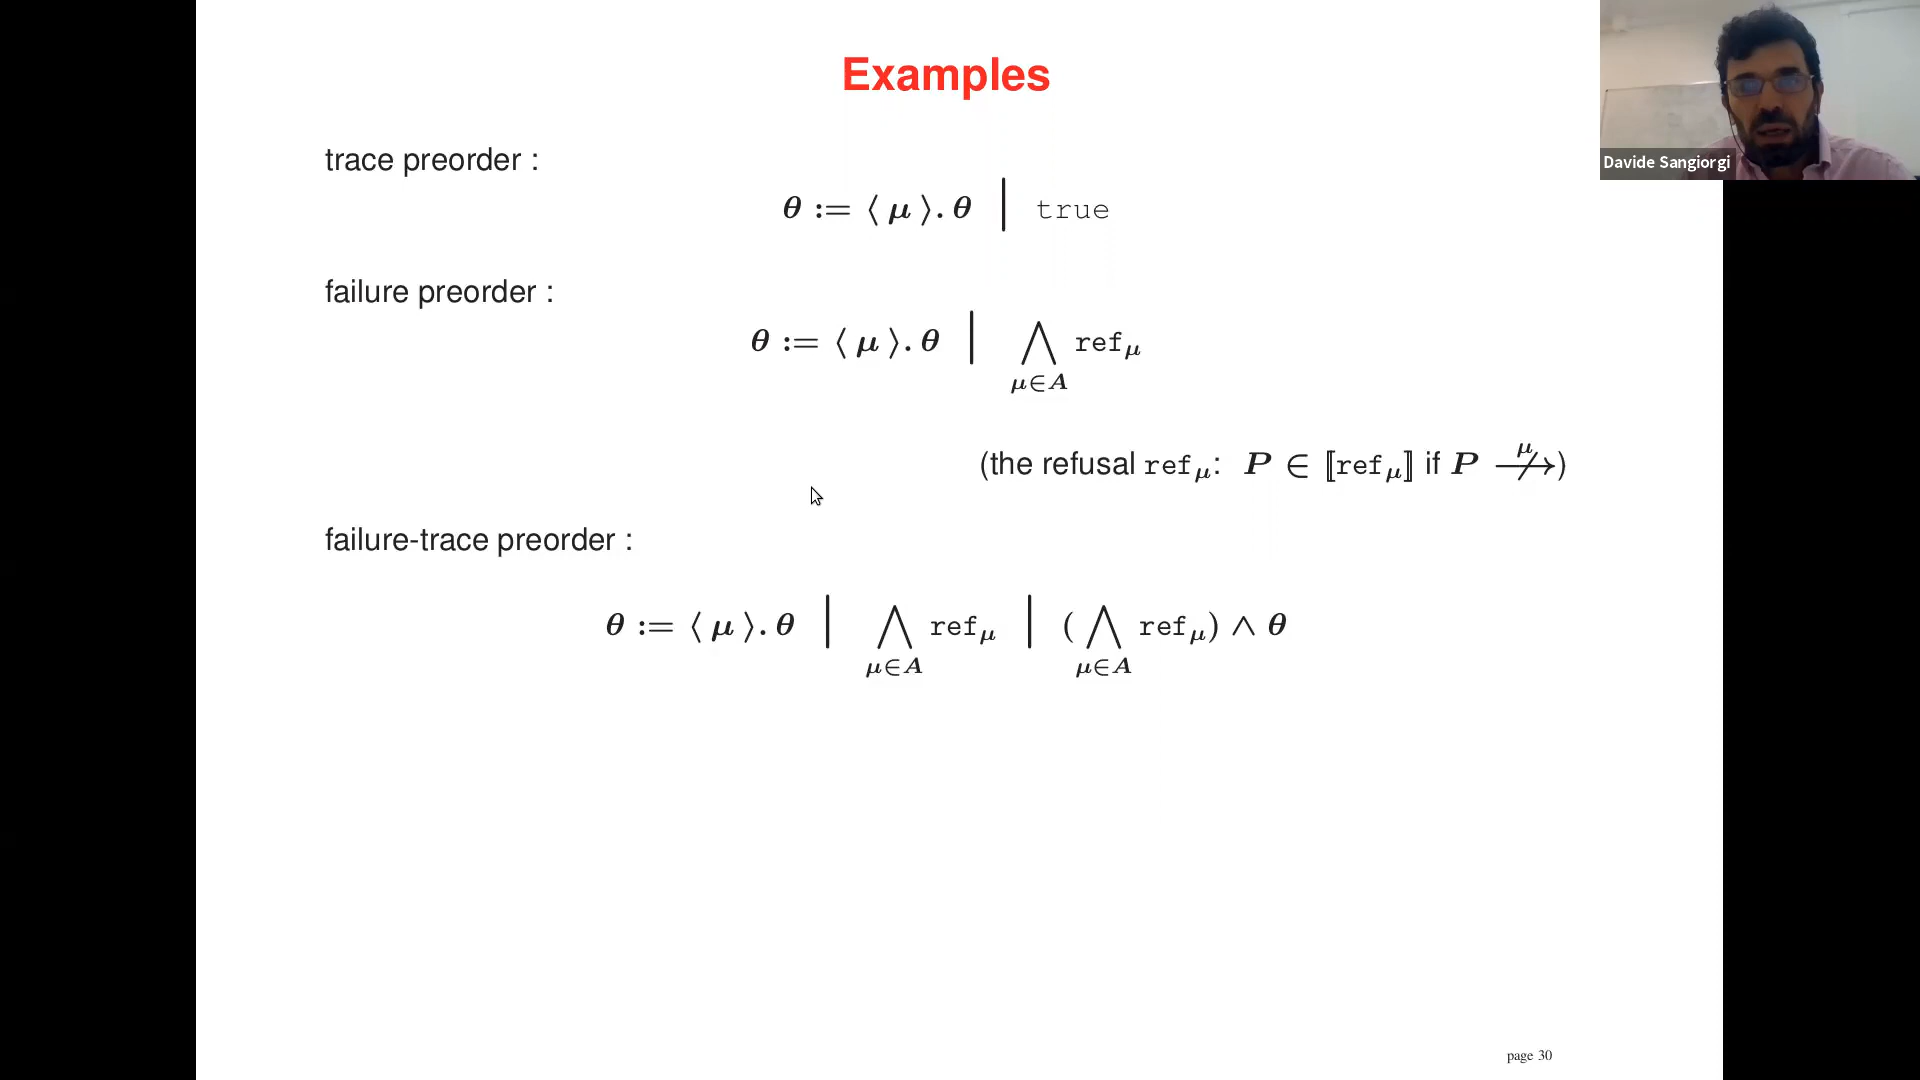 Examples
Davide Sangiorgi
trace preorder :
θ := ⟨ μ ⟩. θ | true
failure preorder :
θ := ⟨ μ ⟩. θ | ⋀ ref_μ
μ∈A
(the refusal ref_μ: P ∈ ⟦ref_μ⟧ if P —μ↛)
failure-trace preorder :
θ := ⟨ μ ⟩. θ | ⋀ ref_μ | ( ⋀ ref_μ) ∧ θ
μ∈A μ∈A
page 30